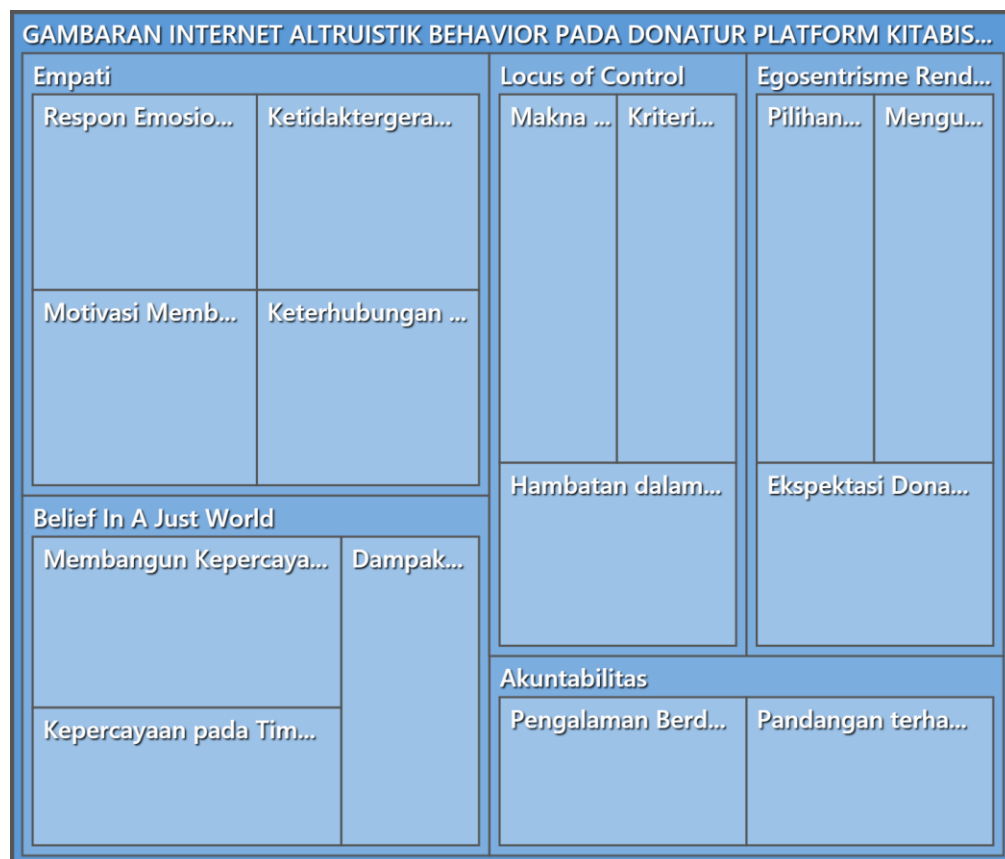 GAMBARAN INTERNET ALTRUISTIK BEHAVIOR PADA DONATUR PLATFORM KITABIS...
Empati
Respon Emosio...
Ketidaktergera...
Motivasi Memb...
Keterhubungan ...
Belief In A Just World
Membangun Kepercaya...
Dampak...
Kepercayaan pada Tim...
Locus of Control
Makna ...
Kriteri...
Hambatan dalam...
Egosentrisme Rend...
Pilihan...
Mengu...
Ekspektasi Dona...
Akuntabilitas
Pengalaman Berd...
Pandangan terha...